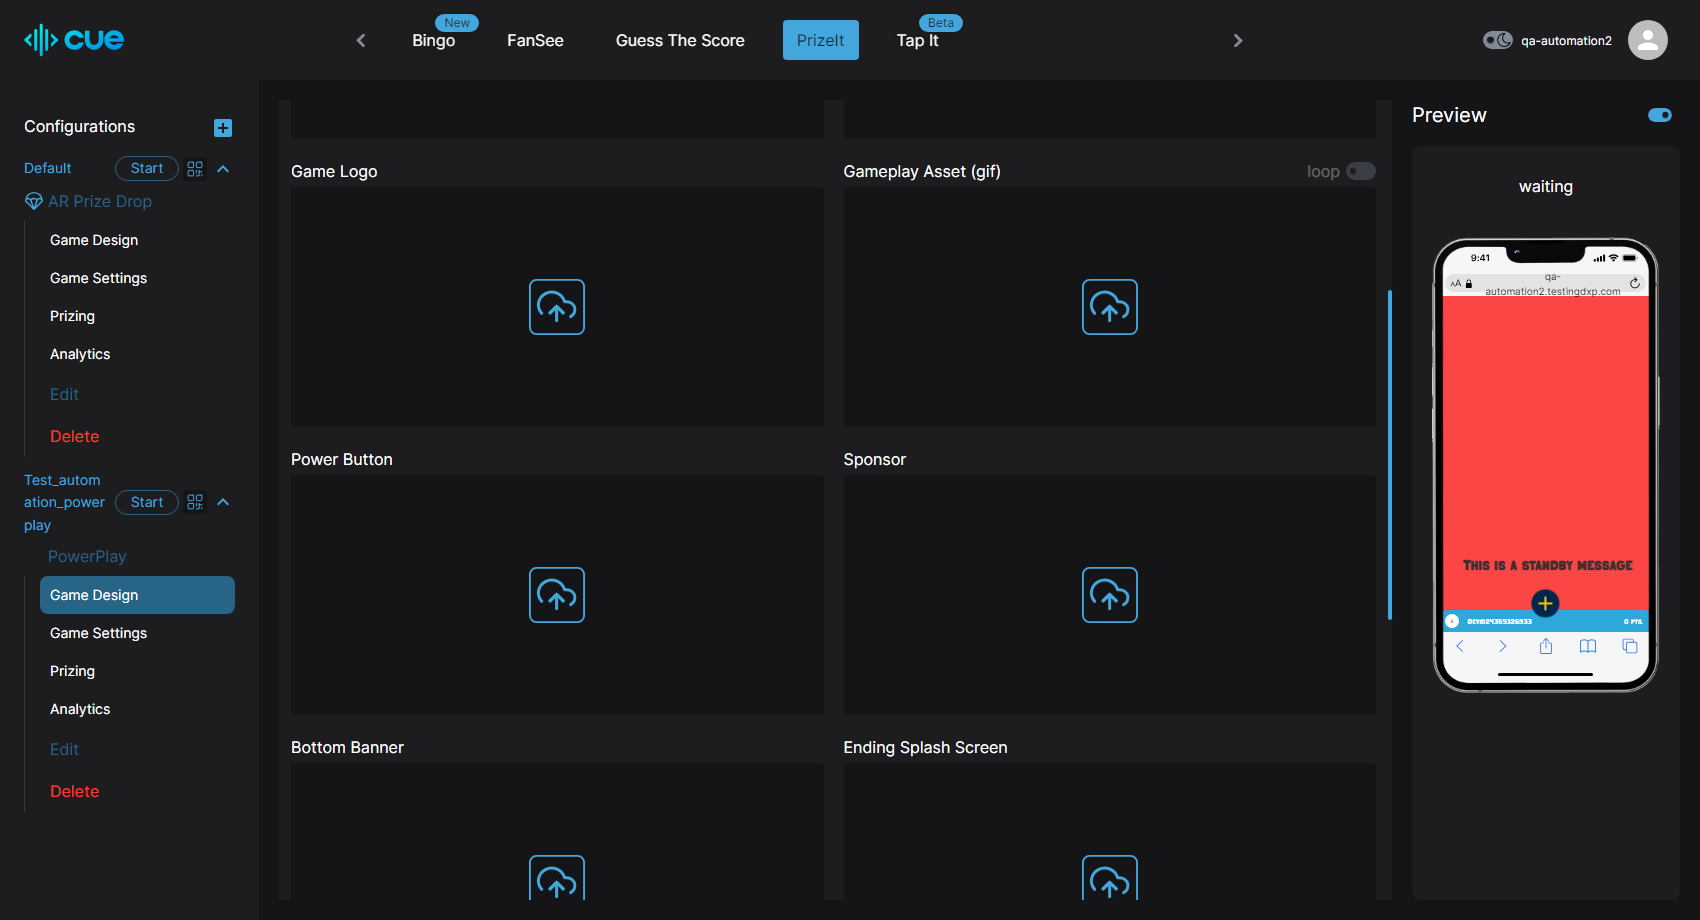 cue
New
Bingo
FanSee
Guess The Score
PrizeIt
Beta
Tap It
qa-automation2
Configurations
Default
Start
AR Prize Drop
Game Design
Game Settings
Prizing
Analytics
Edit
Delete
Test_autom
ation_power
play
Start
PowerPlay
Game Design
Game Settings
Prizing
Analytics
Edit
Delete
Game Logo
Gameplay Asset (gif)
loop
Power Button
Sponsor
Bottom Banner
Ending Splash Screen
Preview
waiting
9:41
AA
qa-
automation2.testingdxp.com
This is a standby message
0 PTS.